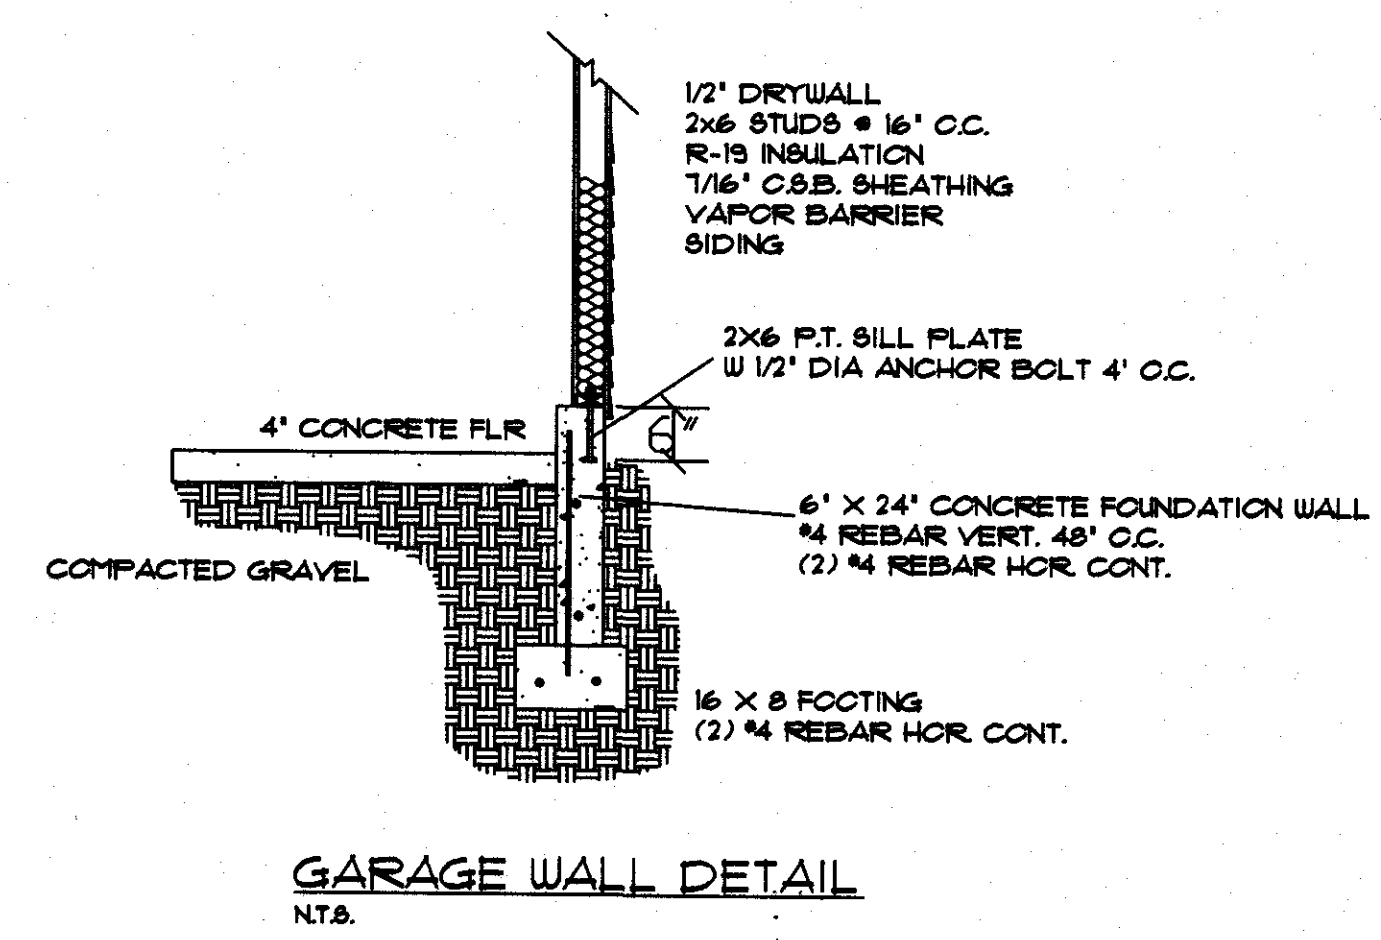 1/2" DRYWALL
2x6 STUDS @ 16" O.C.
R-19 INSULATION
7/16" O.S.B. SHEATHING
VAPOR BARRIER
SIDING
2X6 P.T. SILL PLATE
W 1/2" DIA ANCHOR BOLT 4' O.C.
4" CONCRETE FLR
6"
6" X 24" CONCRETE FOUNDATION WALL
#4 REBAR VERT. 48" O.C.
(2) #4 REBAR HOR. CONT.
COMPACTED GRAVEL
16 X 8 FOOTING
(2) #4 REBAR HOR. CONT.
GARAGE WALL DETAIL
N.T.S.